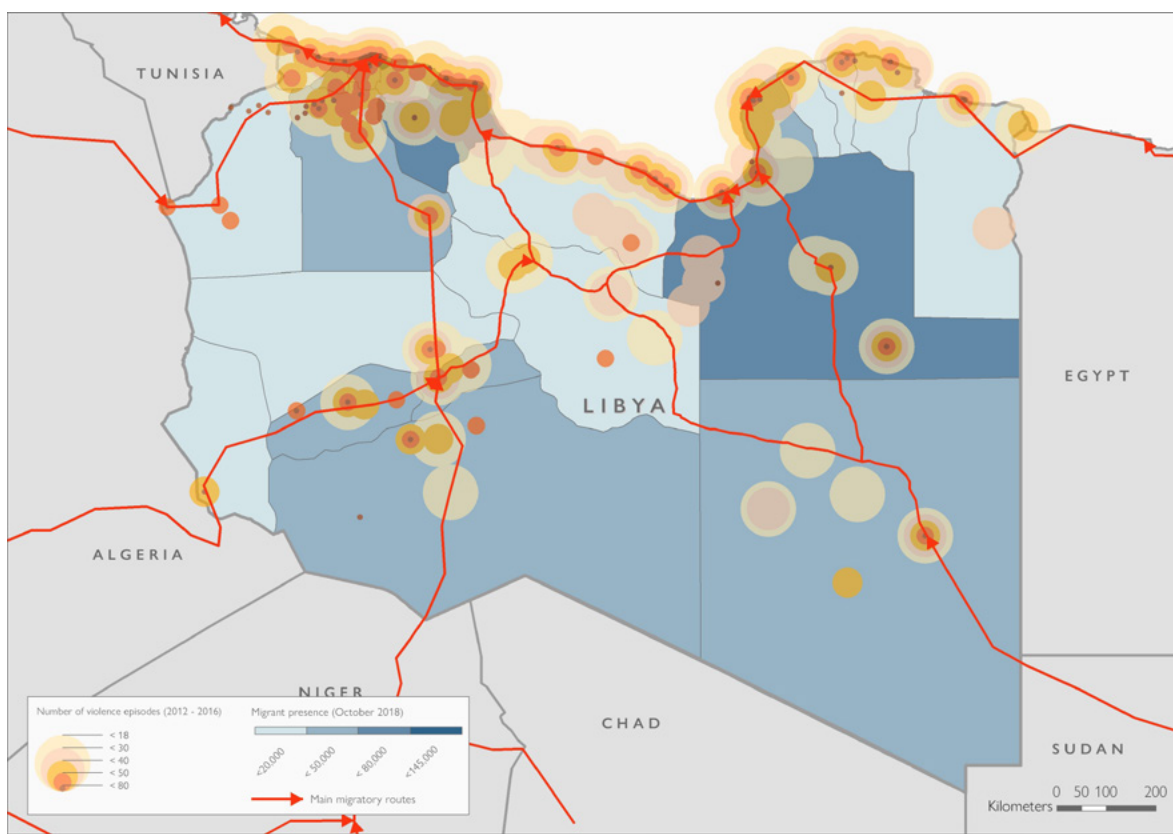 TUNISIA
LIBYA
EGYPT
ALGERIA
NIGER
CHAD
SUDAN
Number of violence episodes (2012 - 2016)
< 18
< 30
< 40
< 50
< 80
Migrant presence (October 2018)
<20,000
< 50,000
< 80,000
<145,000
Main migratory routes
0 50 100 200
Kilometers